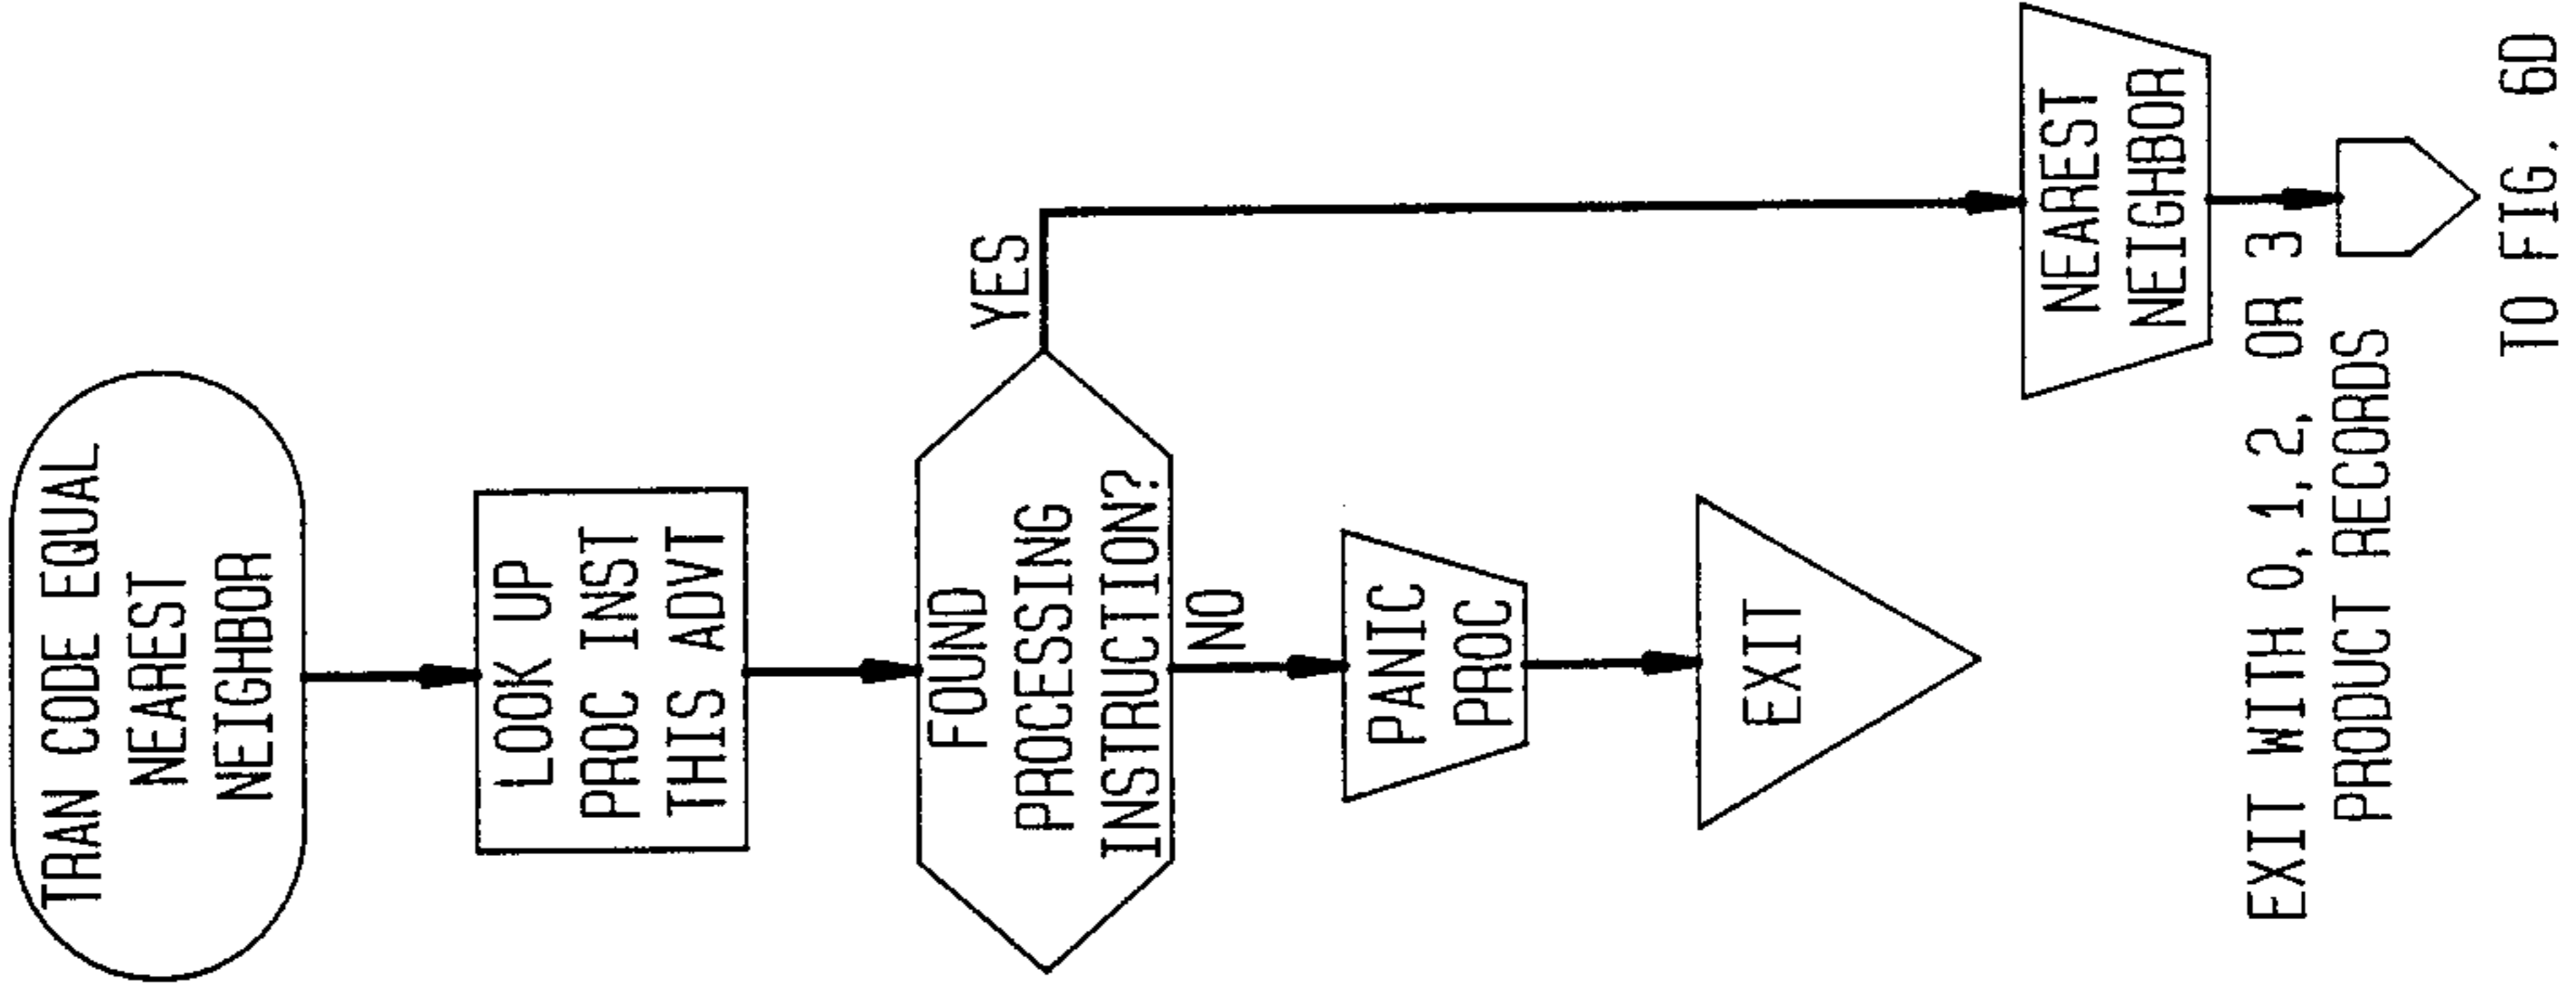 TRAN CODE EQUAL
NEAREST
NEIGHBOR
LOOK UP
PROC INST
THIS ADVT
FOUND
PROCESSING
INSTRUCTION?
YES
NO
PANIC
PROC
EXIT
NEAREST
NEIGHBOR
EXIT WITH 0,1,2, OR 3
PRODUCT RECORDS
TO FIG. 6D